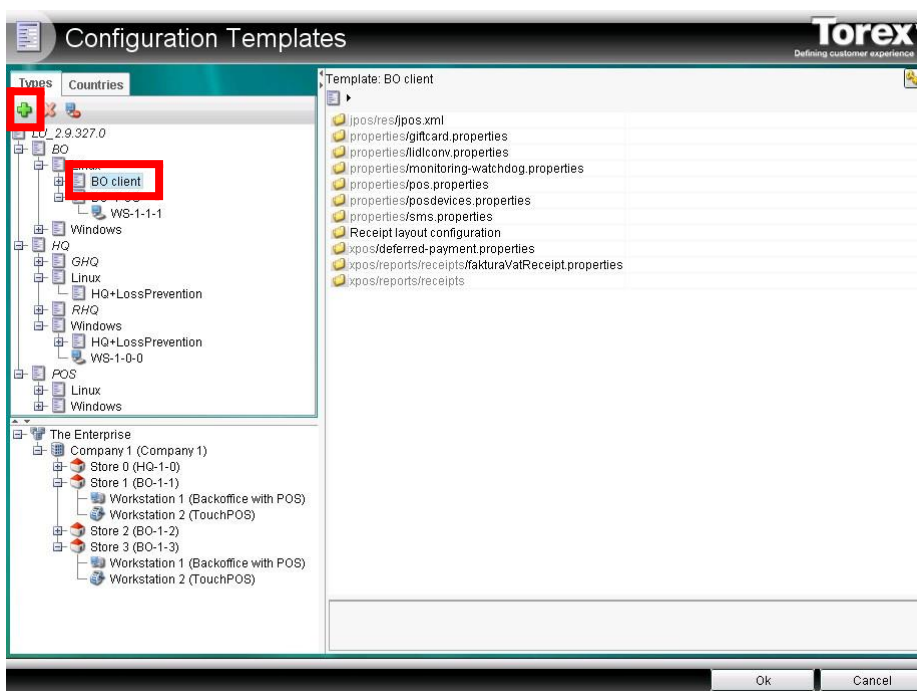 Configuration Templates
Torex
Defining customer experience
Types
Countries
LU_2.9.327.0
BO
Linux
BO client
WS-1-1-1
Windows
HQ
GHQ
Linux
HQ+LossPrevention
RHQ
Windows
HQ+LossPrevention
WS-1-0-0
POS
Linux
Windows
The Enterprise
Company 1 (Company 1)
Store 0 (HQ-1-0)
Store 1 (BO-1-1)
Workstation 1 (Backoffice with POS)
Workstation 2 (TouchPOS)
Store 2 (BO-1-2)
Store 3 (BO-1-3)
Workstation 1 (Backoffice with POS)
Workstation 2 (TouchPOS)
Template: BO client
jpos/res/jpos.xml
properties/giftcard.properties
properties/lidlconv.properties
properties/monitoring-watchdog.properties
properties/pos.properties
properties/posdevices.properties
properties/sms.properties
Receipt layout configuration
xpos/deferred-payment.properties
xpos/reports/receipts/fakturaVatReceipt.properties
xpos/reports/receipts
Ok
Cancel